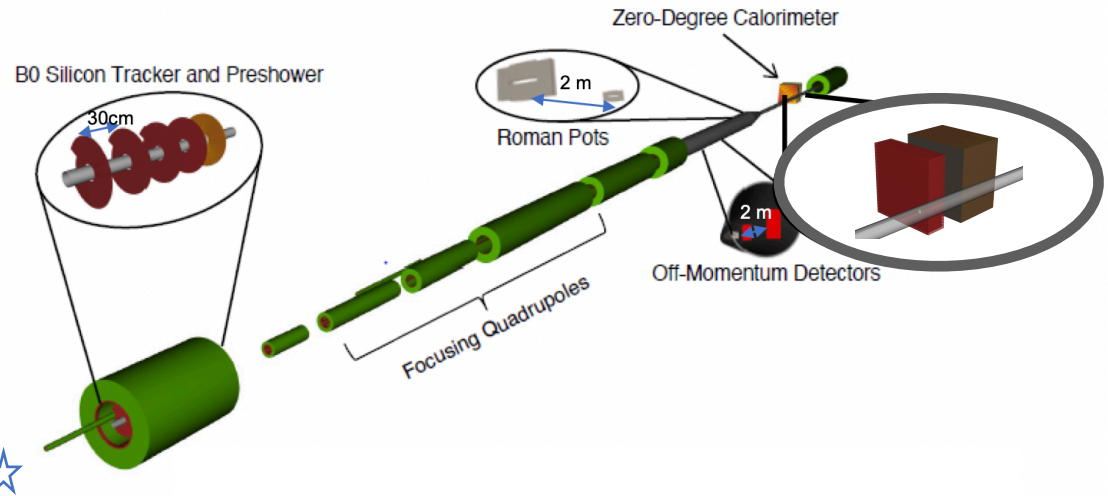 Zero-Degree Calorimeter
B0 Silicon Tracker and Preshower
2 m
30cm
Roman Pots
2 m
Off-Momentum Detectors
Focusing Quadrupoles